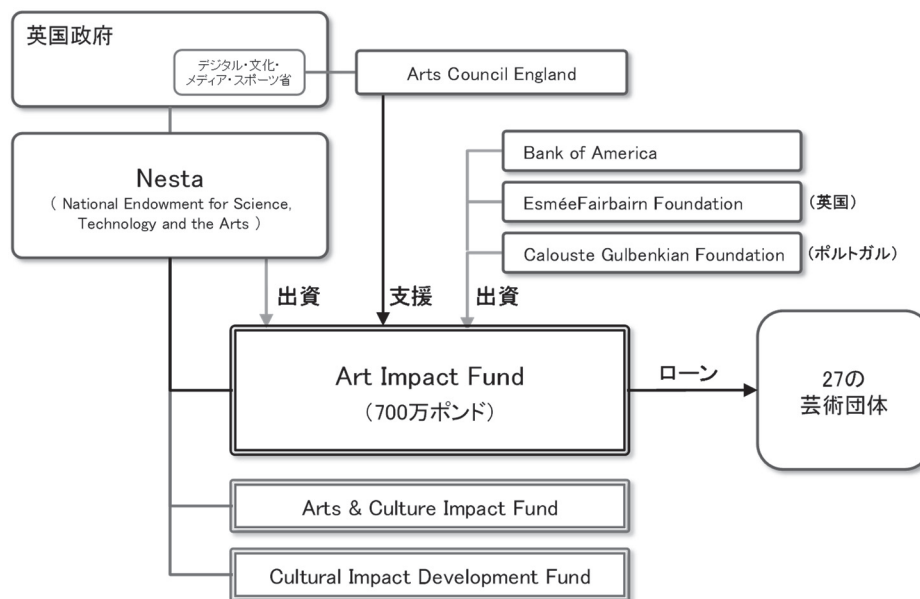 英国政府
デジタル・文化・
メディア・スポーツ省
Arts Council England
Nesta
( National Endowment for Science,
Technology and the Arts )
Bank of America
EsméeFairbairn Foundation
(英国)
Calouste Gulbenkian Foundation
(ポルトガル)
出資
支援
出資
Art Impact Fund
(700万ポンド)
ローン
27の
芸術団体
Arts & Culture Impact Fund
Cultural Impact Development Fund